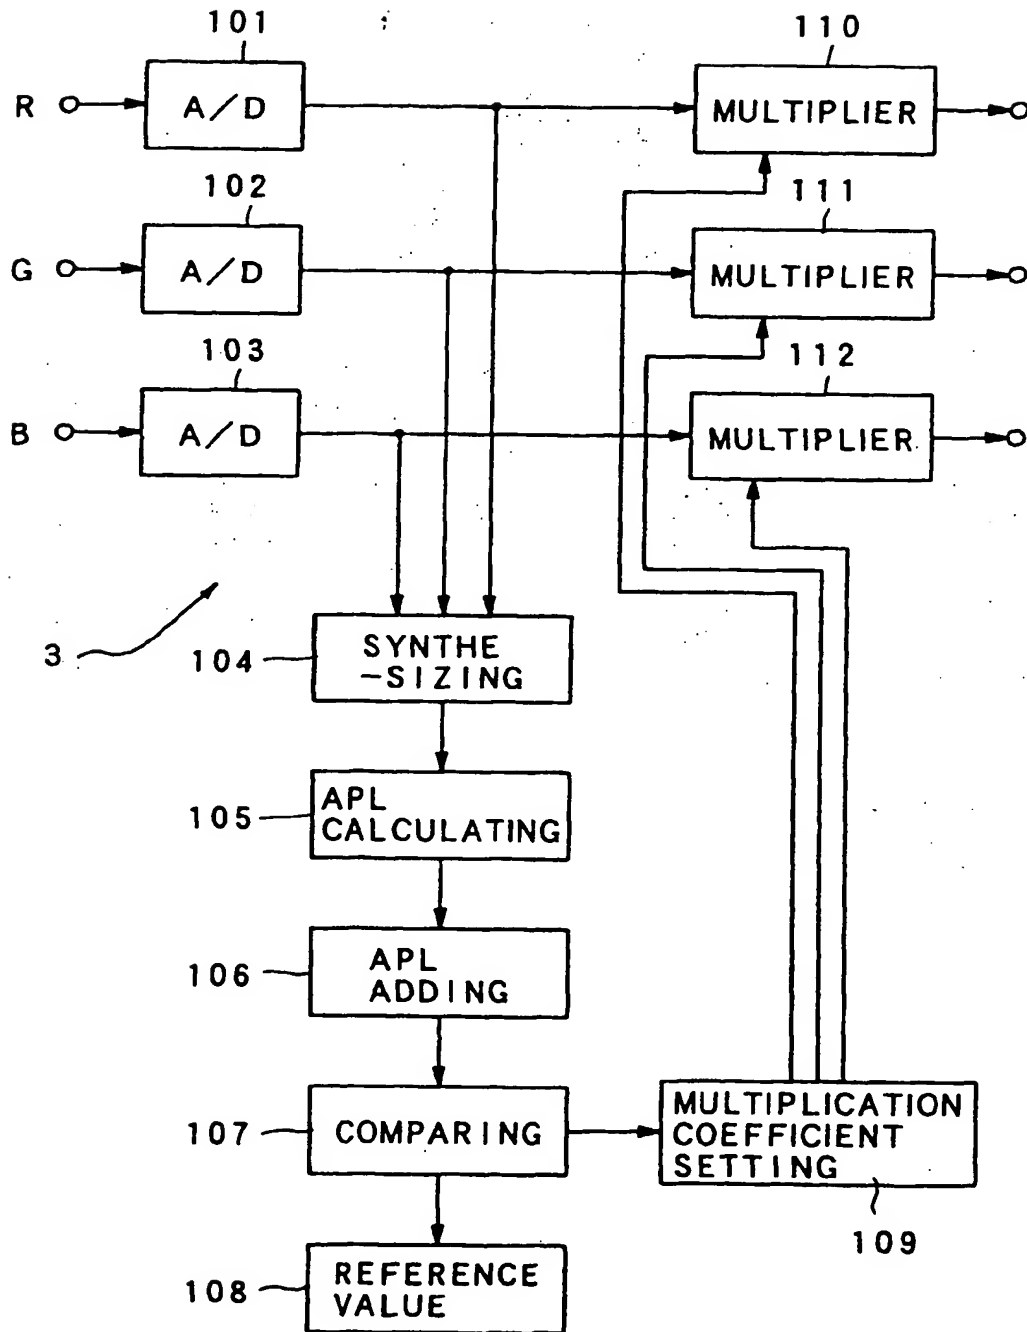 101
110
R
A/D
MULTIPLIER
102
111
G
A/D
MULTIPLIER
103
112
B
A/D
MULTIPLIER
3
104
SYNTHE
-SIZING
105
APL
CALCULATING
106
APL
ADDING
107
COMPARING
MULTIPLICATION
COEFFICIENT
SETTING
109
108
REFERENCE
VALUE